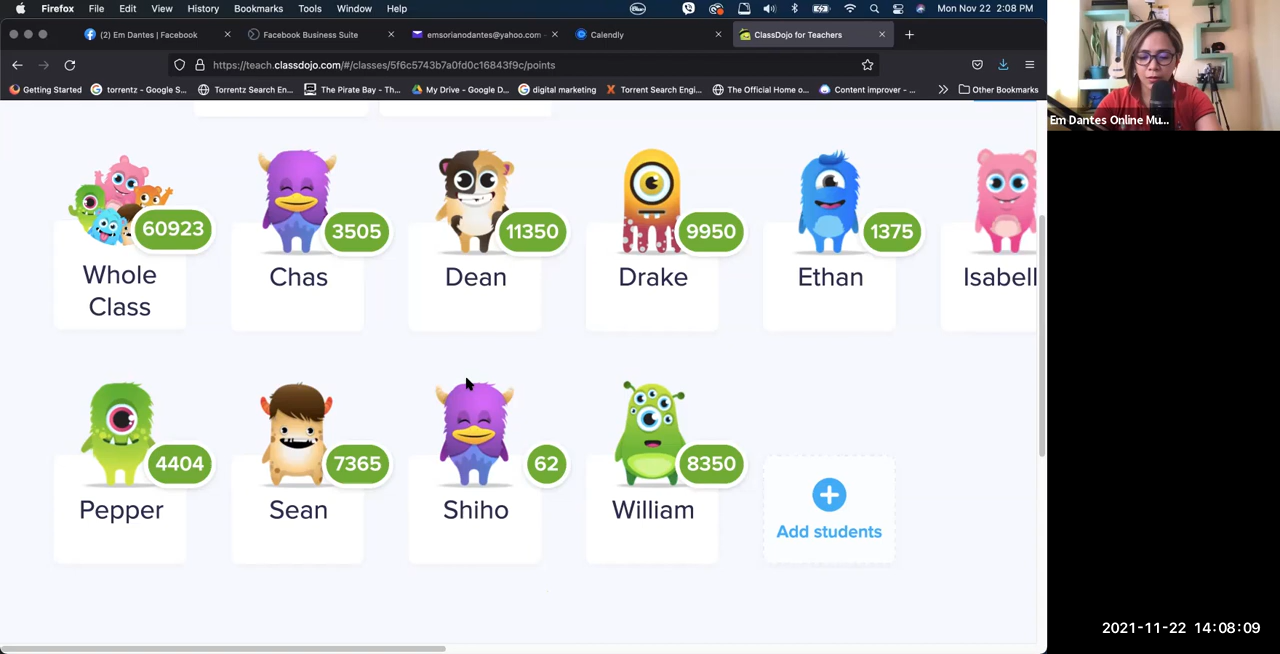 Firefox File Edit View History Bookmarks Tools Window Help Mon Nov 22 2:08 PM
(2) Em Dantes | Facebook Facebook Business Suite emsorianodantes@yahoo.com - Calendly ClassDojo for Teachers
https://teach.classdojo.com/#/classes/5f6c5743b7a0fd0c16843f9c/points
Getting Started torrentz - Google S... Torrentz Search En... The Pirate Bay - Th... My Drive - Google D... digital marketing Torrent Search Engi... The Official Home o... Content improver - ... Other Bookmarks
Em Dantes Online Mu...
60923 3505 11350 9950 1375
Whole Class
Chas
Dean
Drake
Ethan
Isabell
4404 7365 62 8350
Pepper Sean Shiho William
Add students
2021-11-22 14:08:09